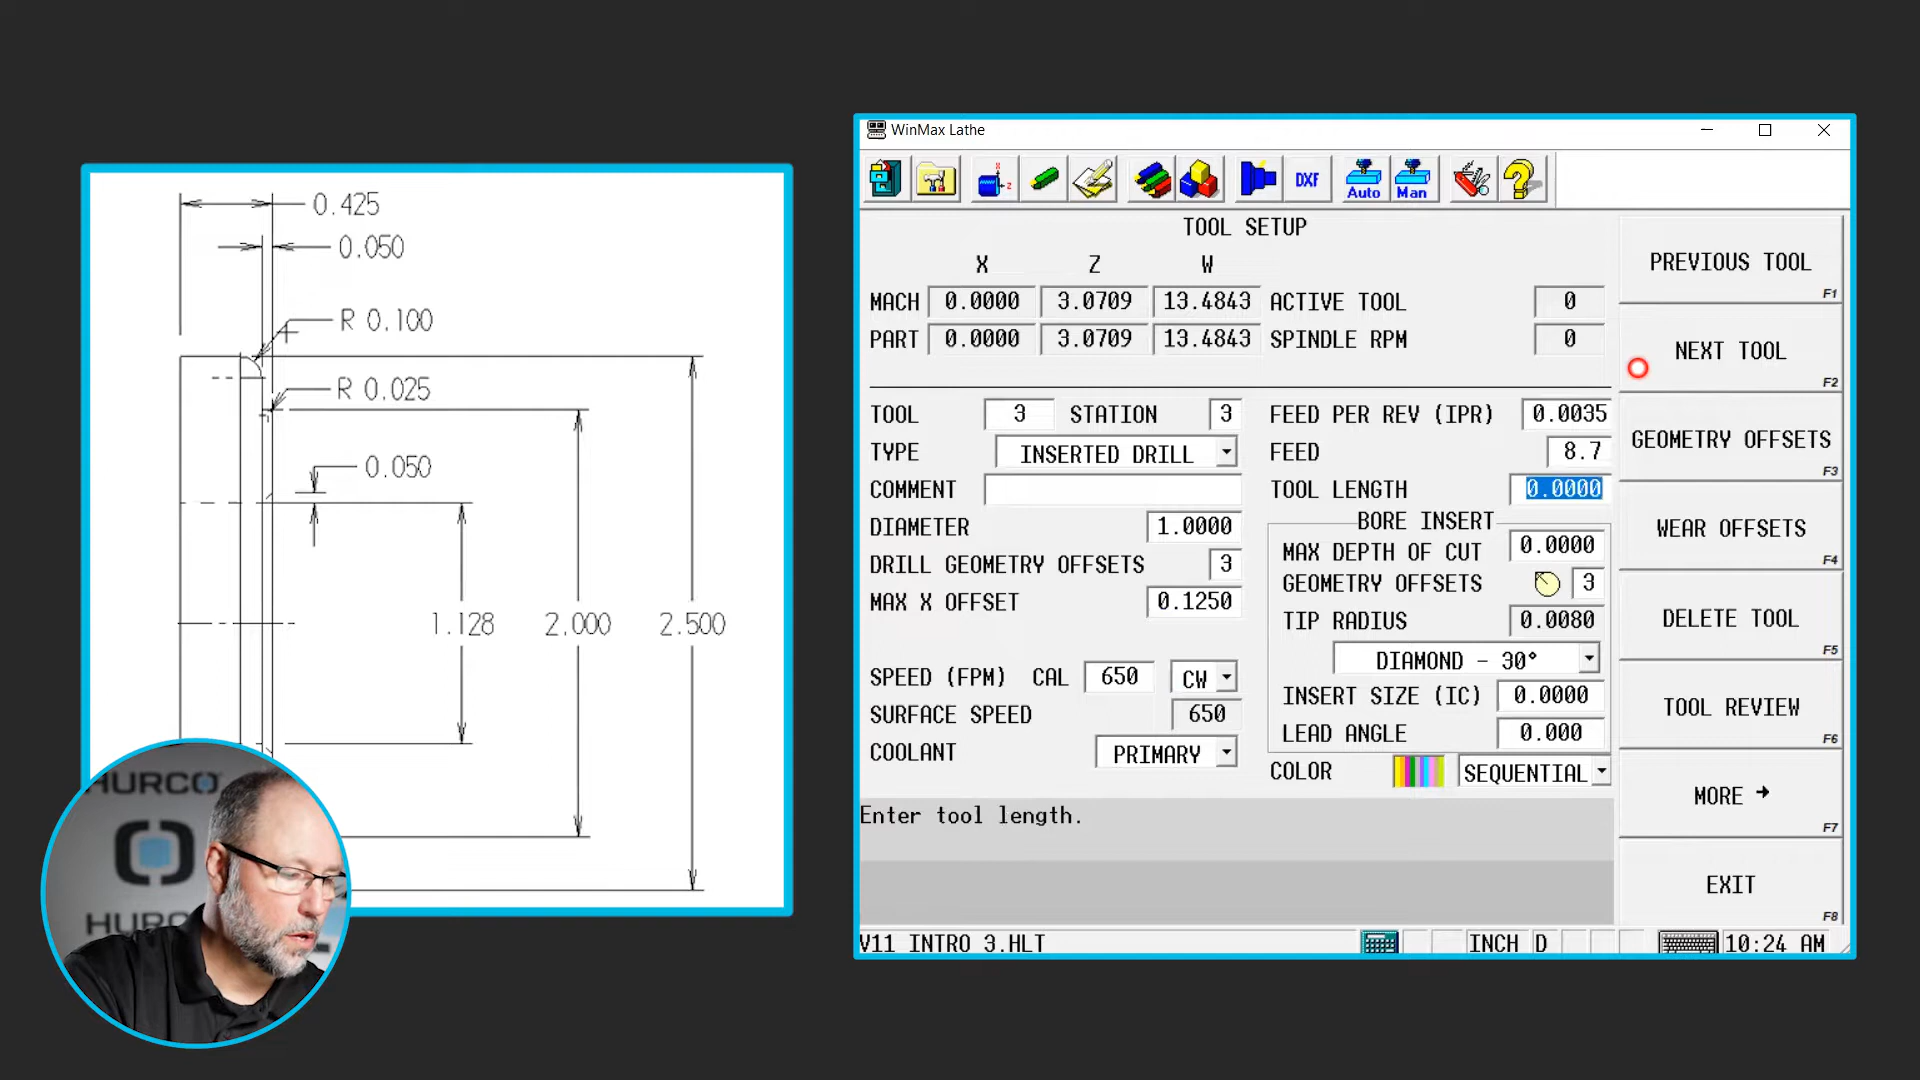 0.425
0.050
R 0.100
R 0.025
0.050
1.128 2.000 2.500
HURCO
HURCO
WinMax Lathe
DXF Auto Man
TOOL SETUP
X Z W
MACH 0.0000 3.0709 13.4843 ACTIVE TOOL 0
PART 0.0000 3.0709 13.4843 SPINDLE RPM 0
TOOL 3 STATION 3 FEED PER REV (IPR) 0.0035
TYPE INSERTED DRILL FEED 8.7
COMMENT TOOL LENGTH 0.0000
DIAMETER 1.0000
DRILL GEOMETRY OFFSETS 3
MAX X OFFSET 0.1250
SPEED (FPM) CAL 650 CW
SURFACE SPEED 650
COOLANT PRIMARY
BORE INSERT
MAX DEPTH OF CUT 0.0000
GEOMETRY OFFSETS 3
TIP RADIUS 0.0080
DIAMOND - 30°
INSERT SIZE (IC) 0.0000
LEAD ANGLE 0.000
COLOR SEQUENTIAL
Enter tool length.
PREVIOUS TOOL F1
NEXT TOOL F2
GEOMETRY OFFSETS F3
WEAR OFFSETS F4
DELETE TOOL F5
TOOL REVIEW F6
MORE → F7
EXIT F8
V11 INTRO 3.HLT INCH D 10:24 AM